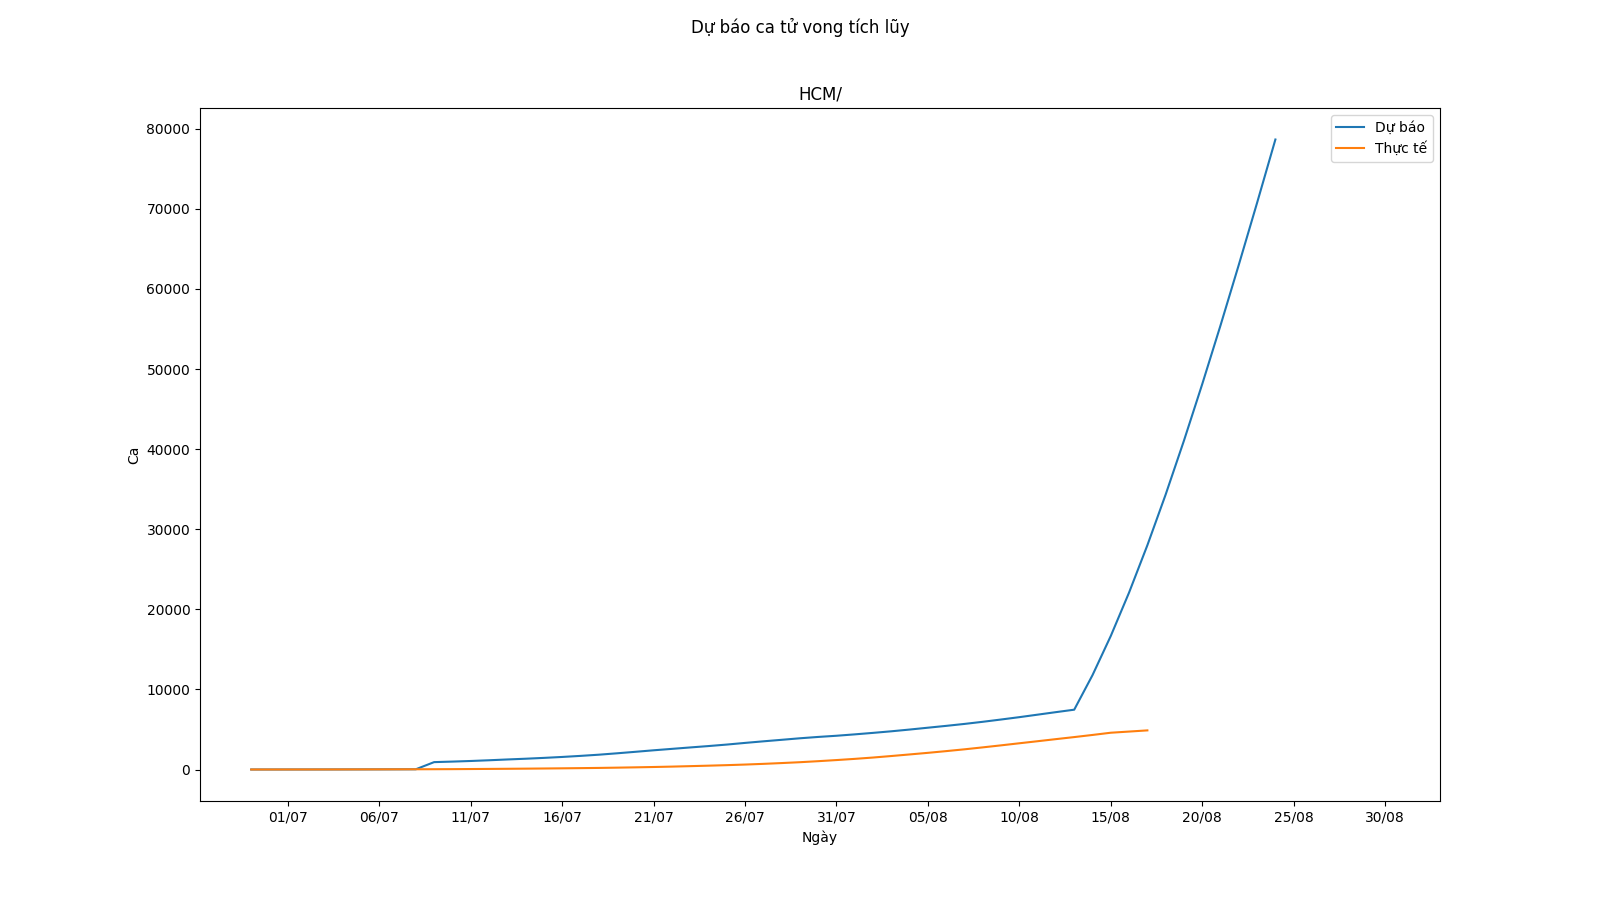 Dự báo ca tử vong tích lũy
HCM/
Dự báo
Thực tế
80000
70000
60000
50000
40000
30000
20000
10000
0
Ca
01/07 06/07 11/07 16/07 21/07 26/07 31/07 05/08 10/08 15/08 20/08 25/08 30/08
Ngày